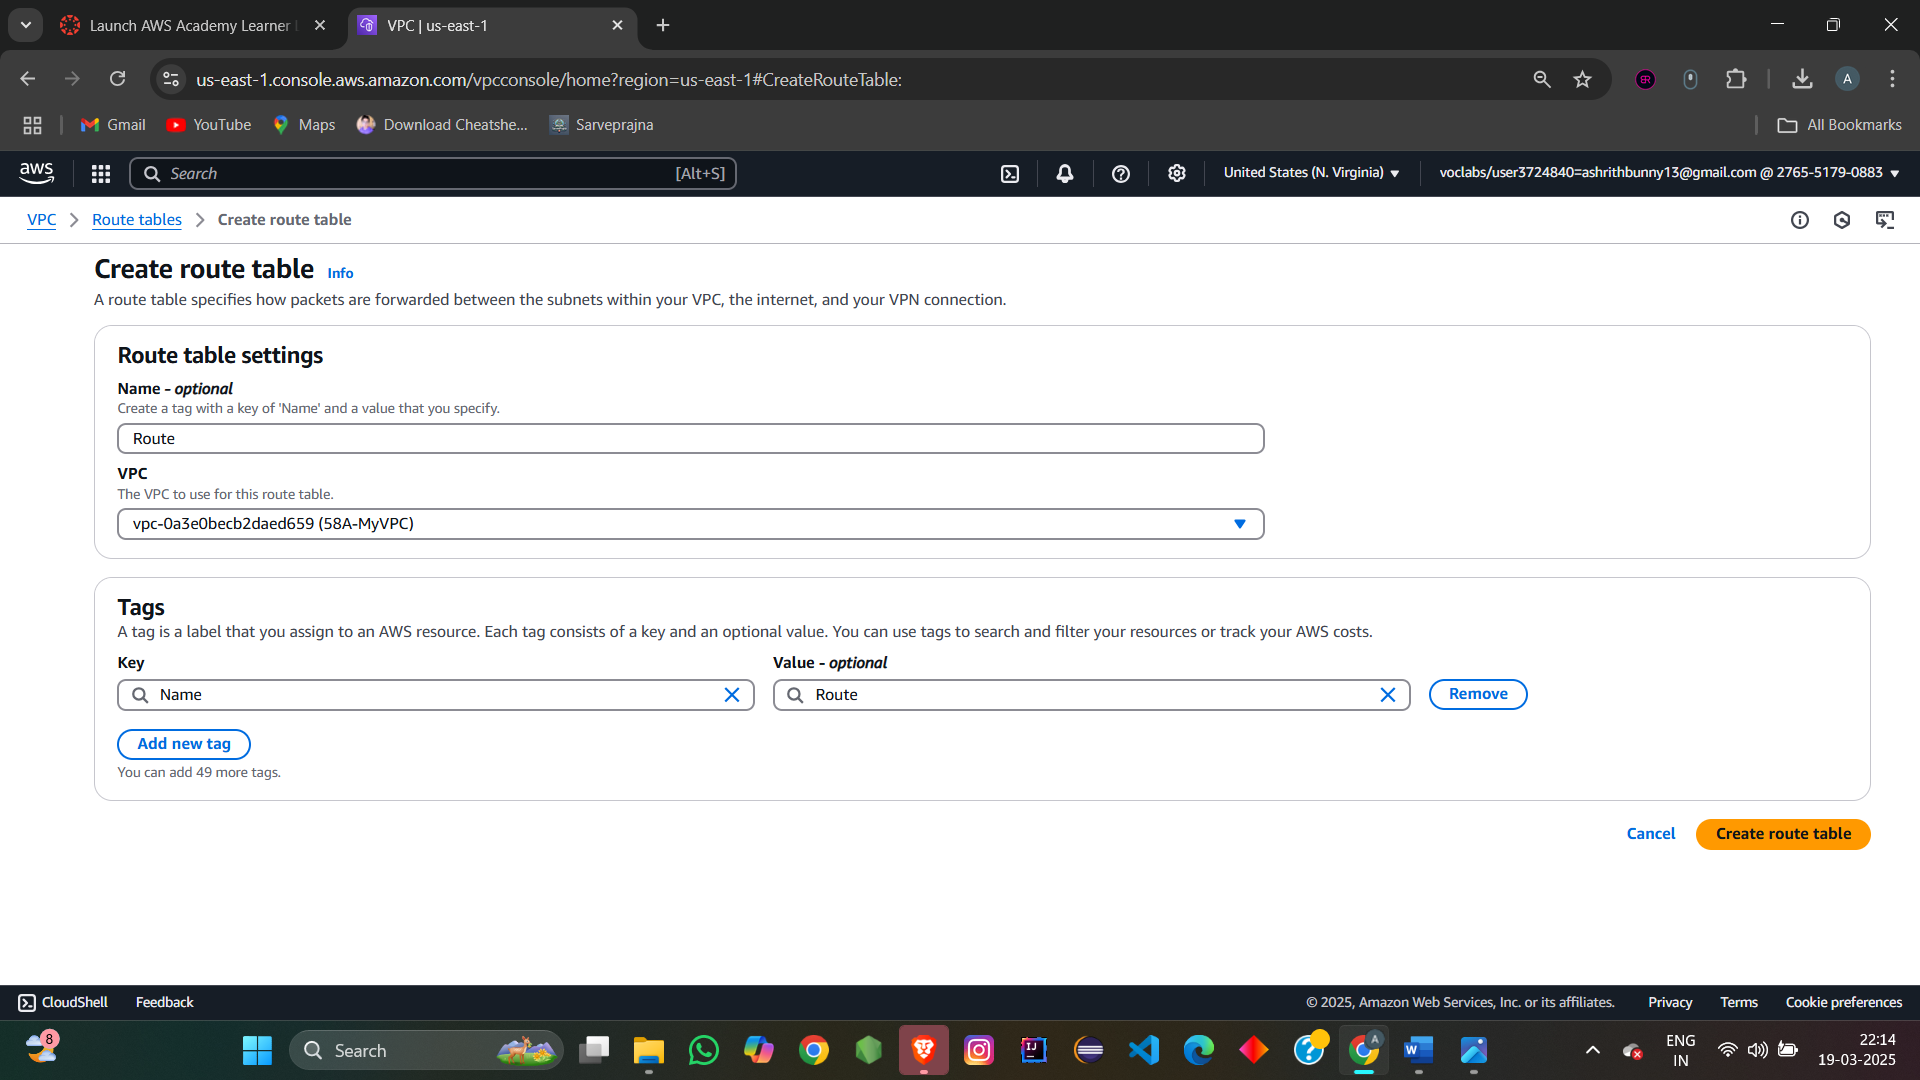 Launch AWS Academy Learner L
VPC | us-east-1
us-east-1.console.aws.amazon.com/vpcconsole/home?region=us-east-1#CreateRouteTable:
A
Gmail
YouTube
Maps
Download Cheatshe...
Sarveprajna
All Bookmarks
aws
Search
[Alt+S]
United States (N. Virginia)
voclabs/user3724840=ashrithbunny13@gmail.com @ 2765-5179-0883
VPC
Route tables
Create route table
Create route table Info
A route table specifies how packets are forwarded between the subnets within your VPC, the internet, and your VPN connection.
Route table settings
Name - optional
Create a tag with a key of 'Name' and a value that you specify.
Route
VPC
The VPC to use for this route table.
vpc-0a3e0becb2daed659 (58A-MyVPC)
Tags
A tag is a label that you assign to an AWS resource. Each tag consists of a key and an optional value. You can use tags to search and filter your resources or track your AWS costs.
Key
Value - optional
Name
Route
Remove
Add new tag
You can add 49 more tags.
Cancel
Create route table
CloudShell
Feedback
© 2025, Amazon Web Services, Inc. or its affiliates.
Privacy
Terms
Cookie preferences
8
Search
ENG
IN
22:14
19-03-2025